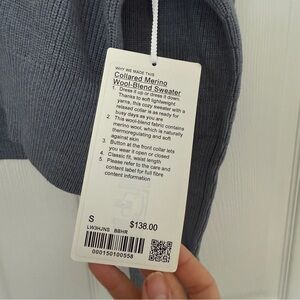 WHY WE MADE THIS
Collared Merino
Wool-Blend Sweater
1. Dress it up or dress it down.
Thanks to soft lightweight
yarns, this cozy sweater with a
relaxed collar is as ready for
busy days as you are
2. This wool-blend fabric contains
merino wool, which is naturally
thermoregulating and soft
against skin
3. Button at the front collar lets
you wear it open or closed
4. Classic fit, waist length
5. Please refer to the care and
content label for full fibre
content information
S
$138.00
LW3HJNS BBHR
000150100558